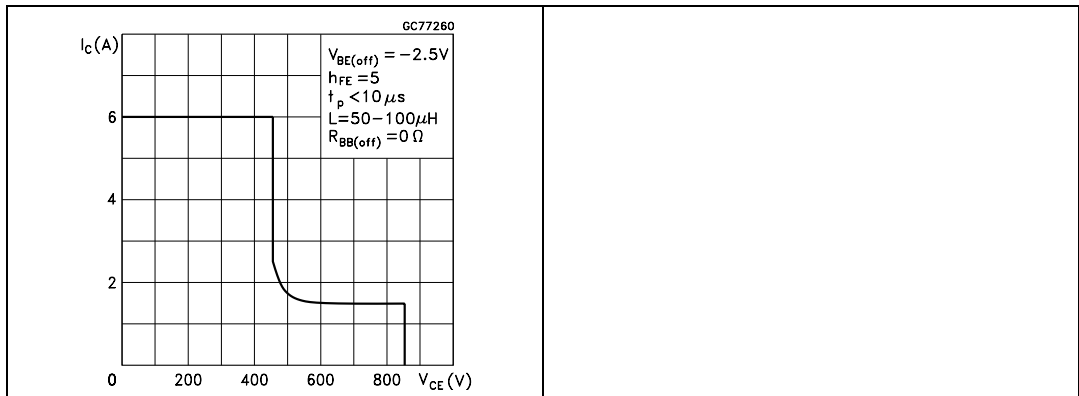 GC77260
I_C(A)
V_BE(off) = −2.5V
h_FE =5
t_p <10 μs
L=50−100μH
R_BB(off) =0 Ω
6
4
2
0 200 400 600 800 V_CE (V)